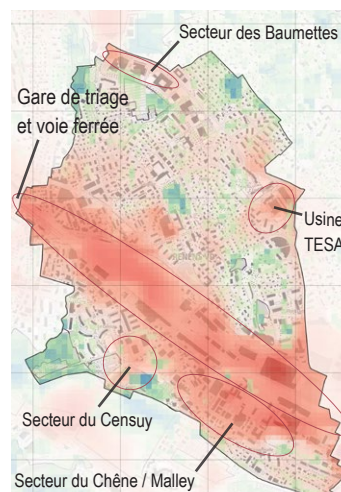 Secteur des Baumettes
Gare de triage
et voie ferrée
Usine
TESA
Secteur du Censuy
Secteur du Chêne / Malley